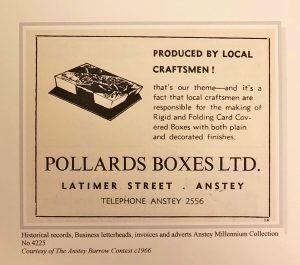 PRODUCED BY LOCAL
CRAFTSMEN!
that's our theme—and it's a
fact that local craftsmen are
responsible for the making of
Rigid and Folding Card Cov-
ered Boxes with both plain
and decorated finishes.
POLLARDS BOXES LTD.
LATIMER STREET . ANSTEY
TELEPHONE ANSTEY 2556
Historical records, Business letterheads, invoices and adverts Anstey Millennium Collection
No.4225
Courtesy of The Anstey Barrow Contest c1966